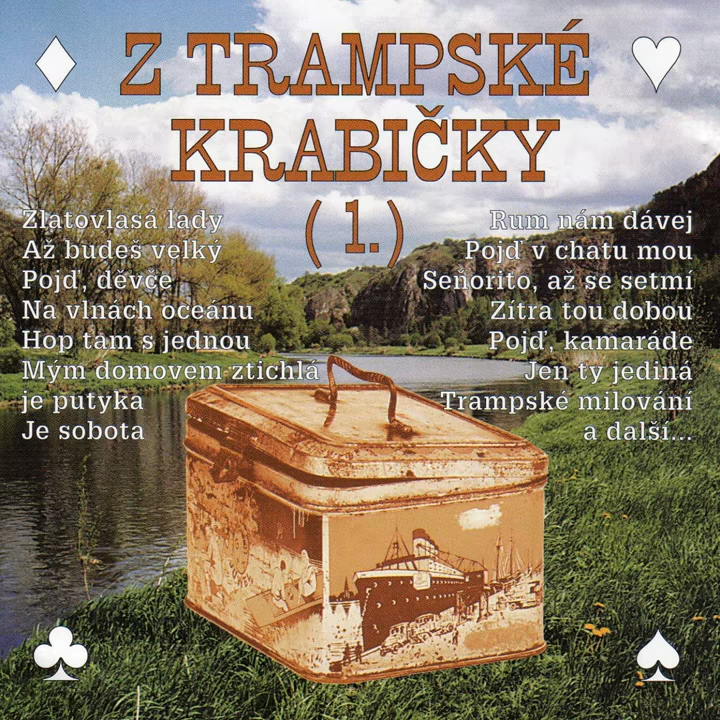 Z TRAMPSKÉ
KRABIČKY
(1.)
Zlatovlasá lady
Až budeš velký
Pojď, děvče
Na vlnách oceánu
Hop tam s jednou
Mým domovem ztichlá
je putyka
Je sobota
Rum nám dávej
Pojď v chatu mou
Seňorito, až se setmí
Zítra tou dobou
Pojď, kamaráde
Jen ty jediná
Trampské milování
a další...